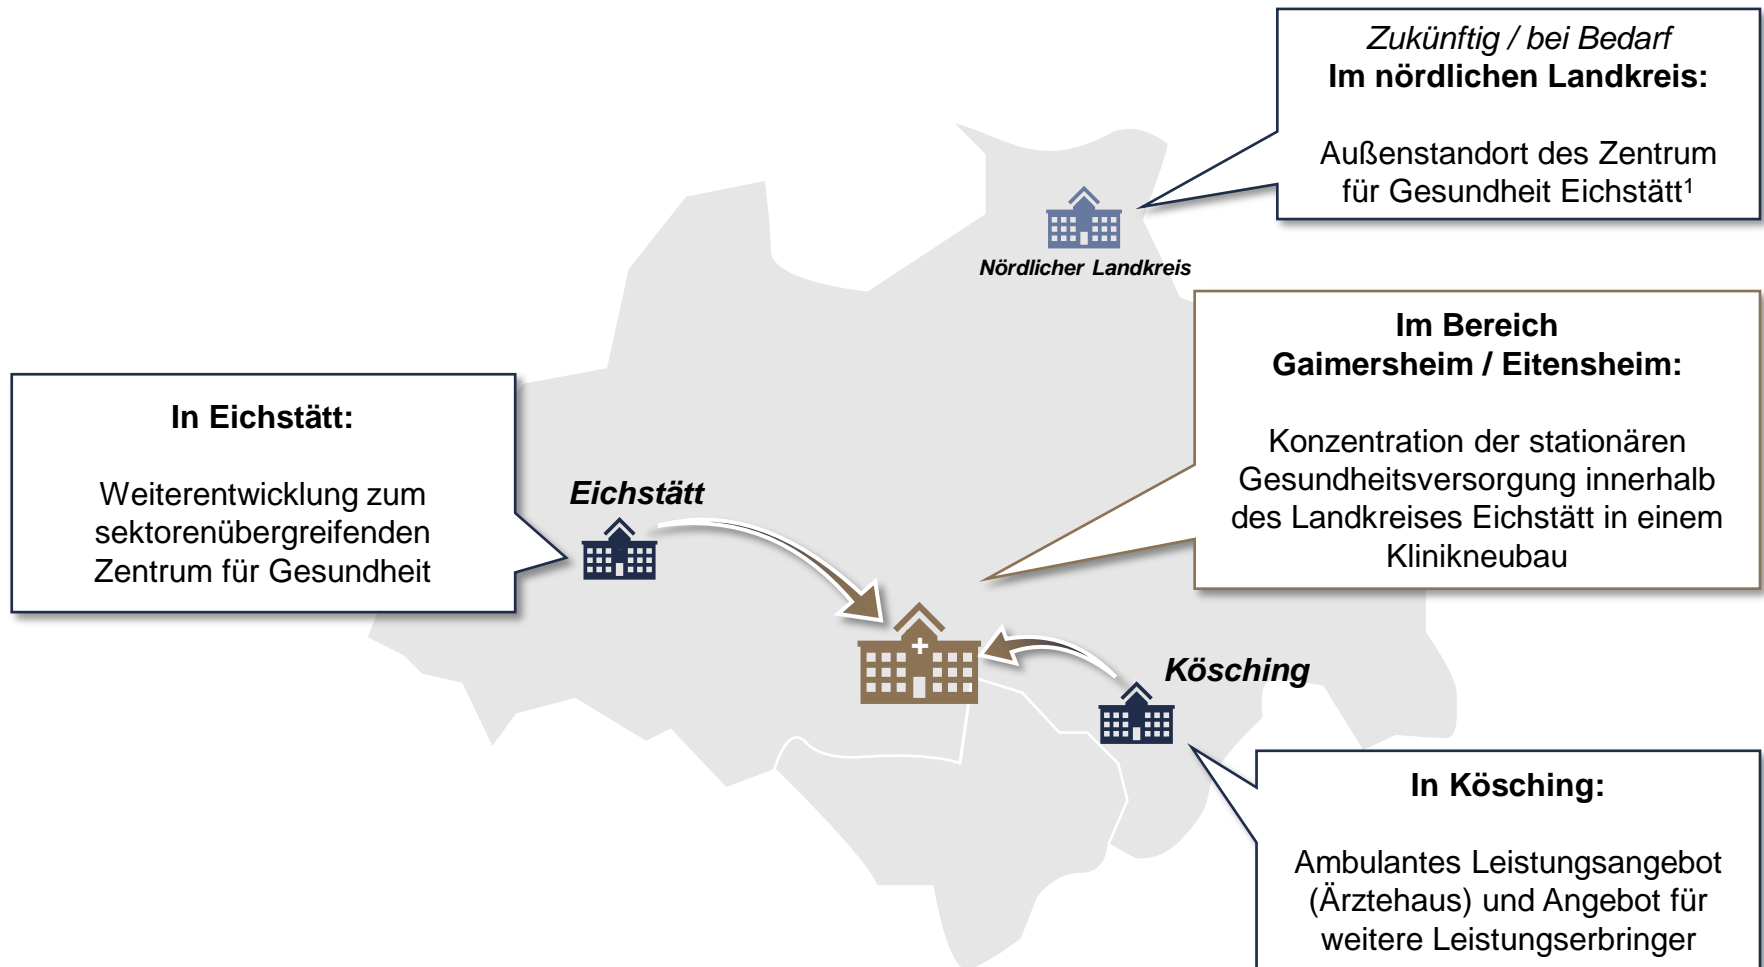 Zukünftig / bei Bedarf
Im nördlichen Landkreis:
Außenstandort des Zentrum
für Gesundheit Eichstätt¹
Nördlicher Landkreis
Im Bereich
Gaimersheim / Eitensheim:
Konzentration der stationären
Gesundheitsversorgung innerhalb
des Landkreises Eichstätt in einem
Klinikneubau
In Eichstätt:
Weiterentwicklung zum
sektorenübergreifenden
Zentrum für Gesundheit
Eichstätt
Kösching
In Kösching:
Ambulantes Leistungsangebot
(Ärztehaus) und Angebot für
weitere Leistungserbringer